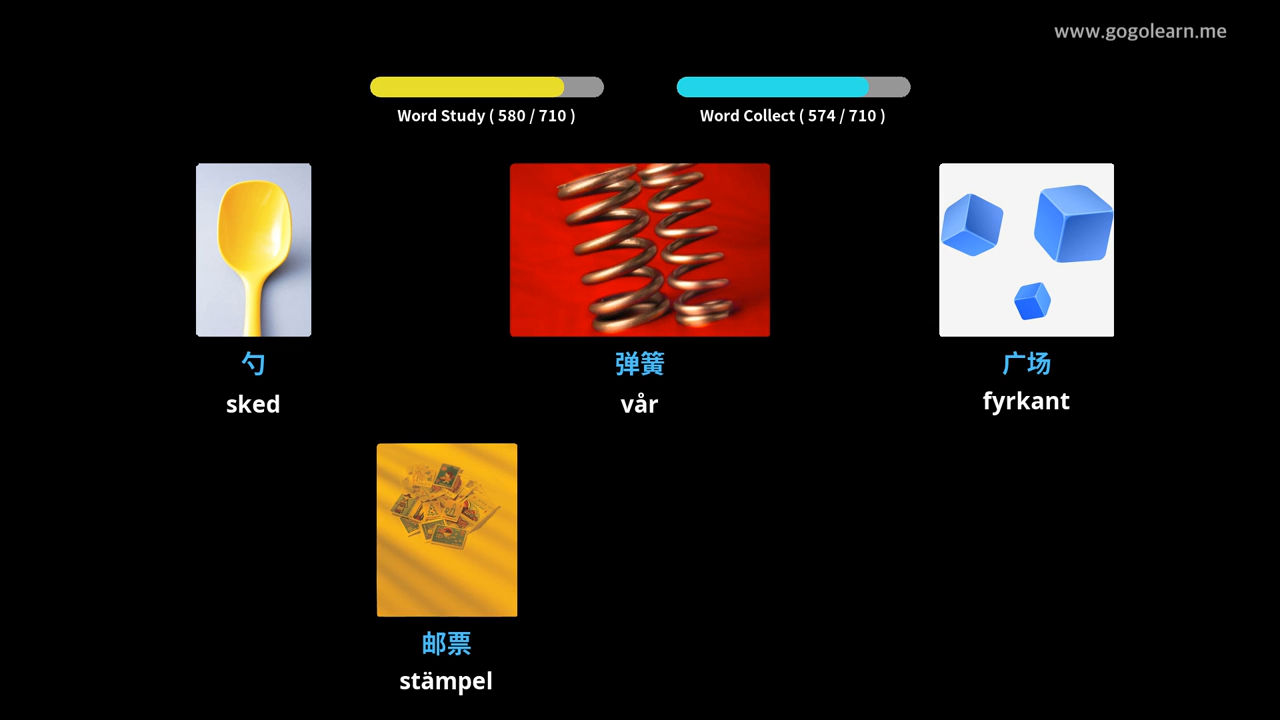 www.gogolearn.me
Word Study ( 580 / 710 )
Word Collect ( 574 / 710 )
勺
弹簧
广场
sked
vår
fyrkant
邮票
stämpel